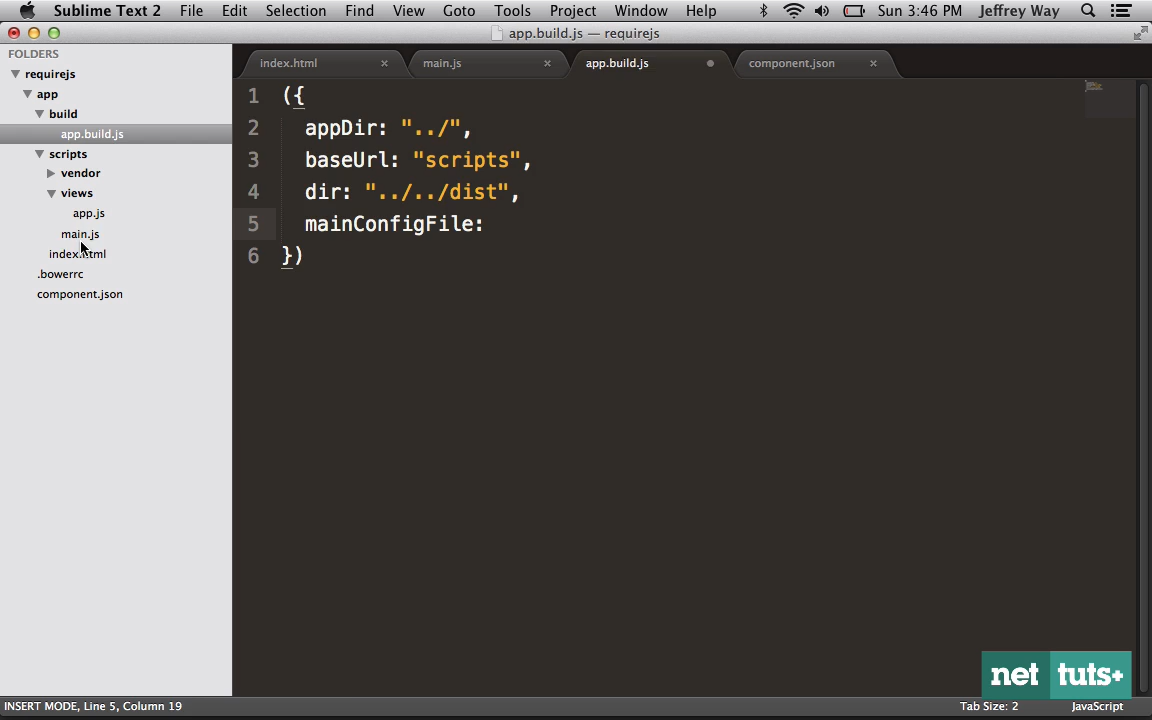 Sublime Text 2 File Edit Selection Find View Goto Tools Project Window Help Sun 3:46 PM Jeffrey Way
app.build.js — requirejs
FOLDERS
requirejs
app
build
app.build.js
scripts
vendor
views
app.js
main.js
index.html
.bowerrc
component.json
index.html × main.js × app.build.js component.json ×
1 ({
2 appDir: "../",
3 baseUrl: "scripts",
4 dir: "../../dist",
5 mainConfigFile:
6 })
net tuts+
INSERT MODE, Line 5, Column 19 Tab Size: 2 JavaScript